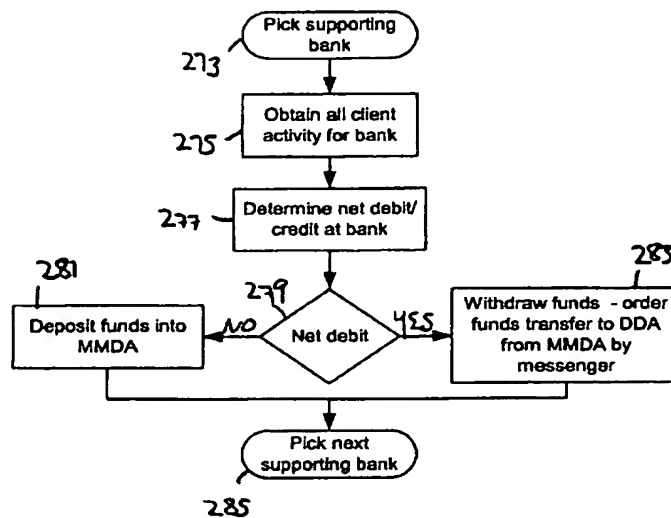 Pick supporting
bank
273
Obtain all client
activity for bank
275
Determine net debit/
credit at bank
277
281
279
283
Deposit funds into
MMDA
NO
Net debit
YES
Withdraw funds - order
funds transfer to DDA
from MMDA by
messenger
Pick next
supporting bank
285